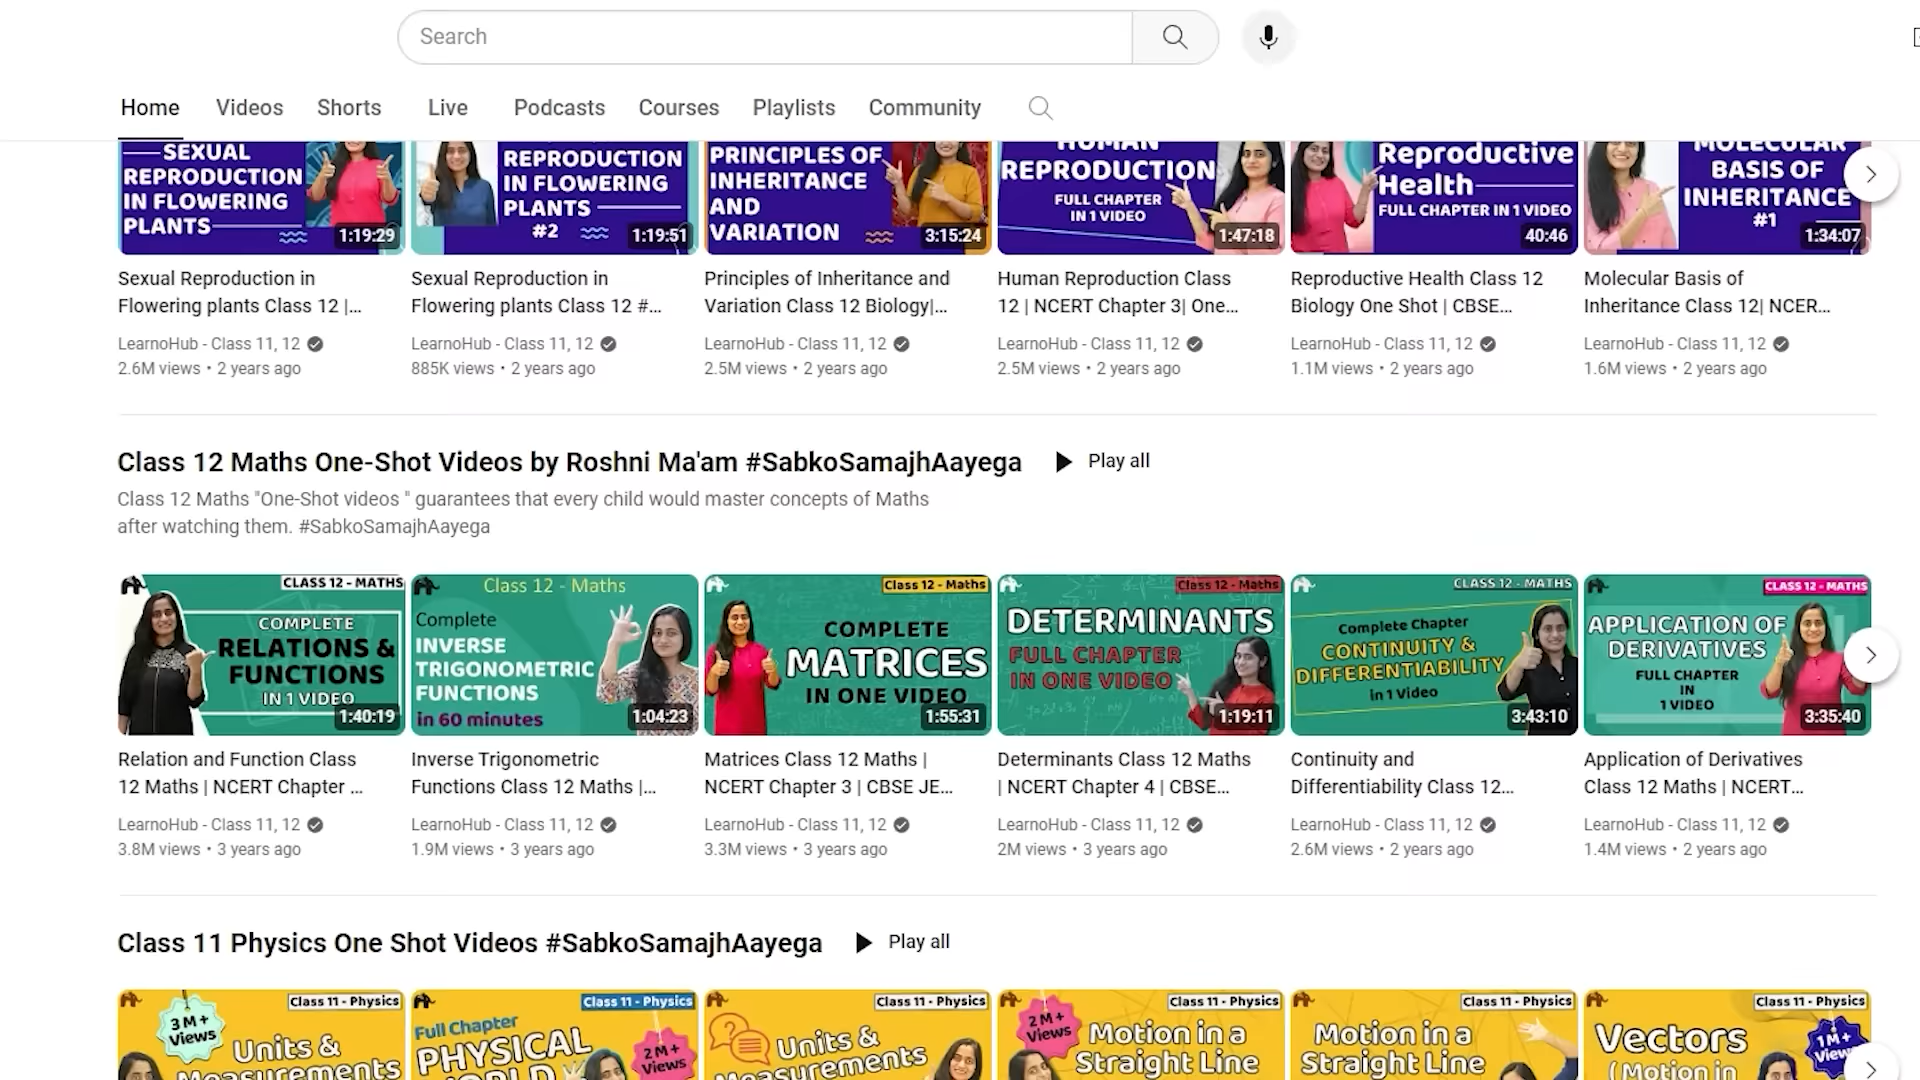 Search
Home Videos Shorts Live Podcasts Courses Playlists Community
SEXUAL
REPRODUCTION
IN FLOWERING
PLANTS
1:19:29
REPRODUCTION
IN FLOWERING
PLANTS
#2
1:19:51
PRINCIPLES OF
INHERITANCE
AND
VARIATION
3:15:24
HUMAN
REPRODUCTION
FULL CHAPTER
IN 1 VIDEO
1:47:18
Reproductive
Health
FULL CHAPTER IN 1 VIDEO
40:46
MOLECULAR
BASIS OF
INHERITANCE
#1
1:34:07
Sexual Reproduction in
Flowering plants Class 12 |...
LearnoHub - Class 11, 12
2.6M views • 2 years ago
Sexual Reproduction in
Flowering plants Class 12 #...
LearnoHub - Class 11, 12
885K views • 2 years ago
Principles of Inheritance and
Variation Class 12 Biology|...
LearnoHub - Class 11, 12
2.5M views • 2 years ago
Human Reproduction Class
12 | NCERT Chapter 3| One...
LearnoHub - Class 11, 12
2.5M views • 2 years ago
Reproductive Health Class 12
Biology One Shot | CBSE...
LearnoHub - Class 11, 12
1.1M views • 2 years ago
Molecular Basis of
Inheritance Class 12| NCER...
LearnoHub - Class 11, 12
1.6M views • 2 years ago
Class 12 Maths One-Shot Videos by Roshni Ma'am #SabkoSamajhAayega Play all
Class 12 Maths "One-Shot videos " guarantees that every child would master concepts of Maths
after watching them. #SabkoSamajhAayega
CLASS 12 - MATHS
COMPLETE
RELATIONS &
FUNCTIONS
IN 1 VIDEO
1:40:19
Class 12 - Maths
Complete
INVERSE
TRIGONOMETRIC
FUNCTIONS
in 60 minutes
1:04:23
Class 12 - Maths
COMPLETE
MATRICES
IN ONE VIDEO
1:55:31
Class 12 - Maths
DETERMINANTS
FULL CHAPTER
IN ONE VIDEO
1:19:11
CLASS 12 - MATHS
Complete Chapter
CONTINUITY &
DIFFERENTIABILITY
in 1 Video
3:43:10
CLASS 12 - MATHS
APPLICATION OF
DERIVATIVES
FULL CHAPTER
IN
1 VIDEO
3:35:40
Relation and Function Class
12 Maths | NCERT Chapter ...
LearnoHub - Class 11, 12
3.8M views • 3 years ago
Inverse Trigonometric
Functions Class 12 Maths |...
LearnoHub - Class 11, 12
1.9M views • 3 years ago
Matrices Class 12 Maths |
NCERT Chapter 3 | CBSE JE...
LearnoHub - Class 11, 12
3.3M views • 3 years ago
Determinants Class 12 Maths
| NCERT Chapter 4 | CBSE...
LearnoHub - Class 11, 12
2M views • 3 years ago
Continuity and
Differentiability Class 12...
LearnoHub - Class 11, 12
2.6M views • 2 years ago
Application of Derivatives
Class 12 Maths | NCERT...
LearnoHub - Class 11, 12
1.4M views • 2 years ago
Class 11 Physics One Shot Videos #SabkoSamajhAayega Play all
Class 11 - Physics
3 M+
Views
Units &
Measurements
Class 11 - Physics
Full Chapter
PHYSICAL
WORLD
2 M+
Views
Class 11 - Physics
Units &
Measurements
Class 11 - Physics
2 M+
Views
Motion in a
Straight Line
Class 11 - Physics
Motion in a
Straight Line
Class 11 - Physics
Vectors
(Motion in
1 M+
Views